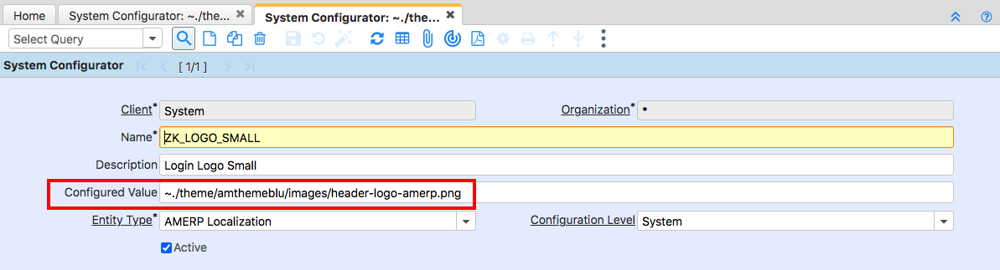 Home System Configurator: ~./the... System Configurator: ~./the...
Select Query
System Configurator [ 1/1 ]
Client* System Organization* *
Name* ZK_LOGO_SMALL
Description Login Logo Small
Configured Value ~./theme/amthemeblu/images/header-logo-amerp.png
Entity Type* AMERP Localization Configuration Level System
Active